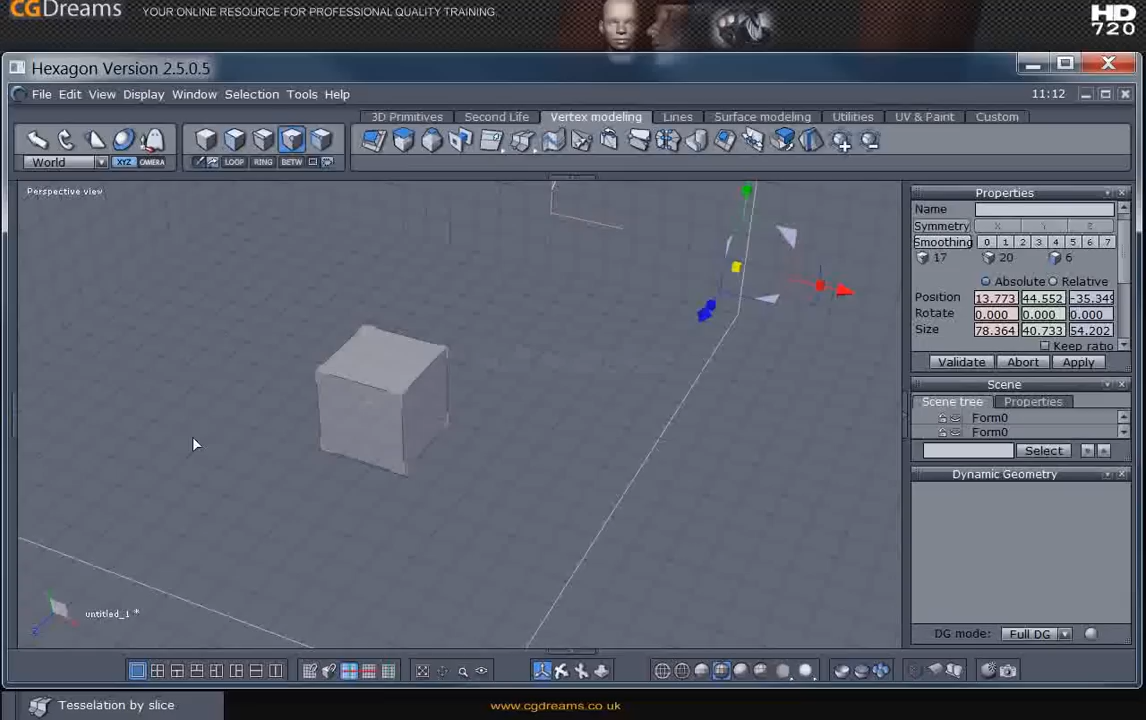 CGDreams
YOUR ONLINE RESOURCE FOR PROFESSIONAL QUALITY TRAINING.
HD
720
Hexagon Version 2.5.0.5
File Edit View Display Window Selection Tools Help
11:12
3D Primitives Second Life Vertex modeling Lines Surface modeling Utilities UV & Paint Custom
World XYZ CAMERA LOOP RING BETW
Perspective view
Properties
Name
Symmetry X Y Z
Smoothing 0 1 2 3 4 5 6 7
17 20 6
Absolute Relative
Position 13.773 44.552 -35.349
Rotate 0.000 0.000 0.000
Size 78.364 40.733 54.202
Keep ratio
Validate Abort Apply
Scene
Scene tree Properties
Form0
Form0
Select
Dynamic Geometry
Z
untitled_1 *
DG mode: Full DG
Tesselation by slice
www.cgdreams.co.uk